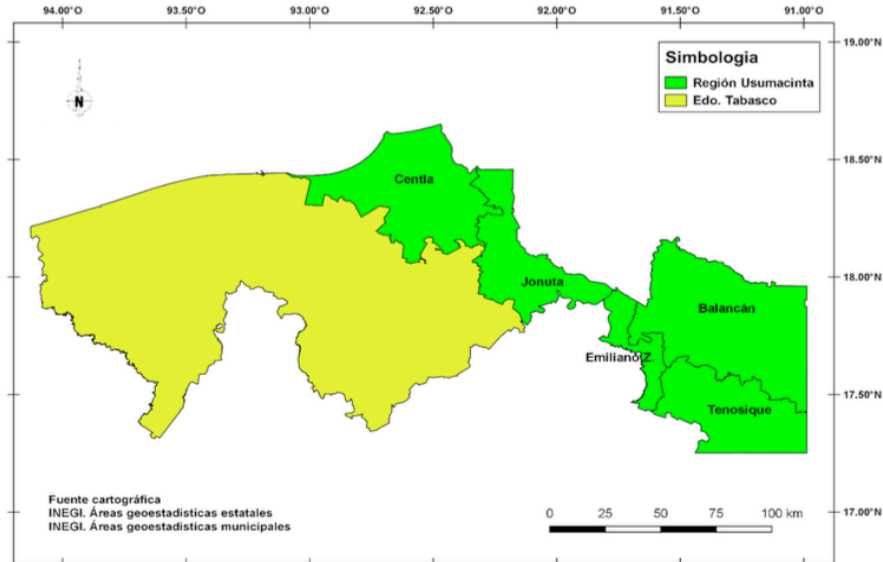 94.00°O 93.50°O 93.00°O 92.50°O 92.00°O 91.50°O 91.00°O
19.00°N
Simbologia
Región Usumacinta
Edo. Tabasco
N
18.50°N
Centla
18.00°N
Jonuta
Balancán
Emiliano Z.
17.50°N
Tenosique
Fuente cartográfica
INEGI. Áreas geoestadisticas estatales
INEGI. Áreas geoestadisticas municipales
0 25 50 75 100 km
17.00°N